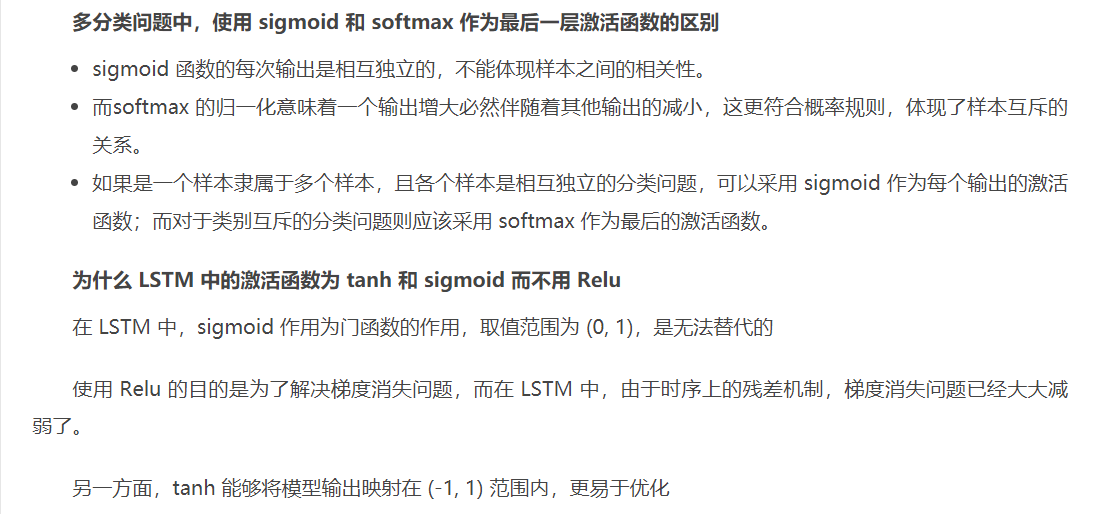 多分类问题中，使用 sigmoid 和 softmax 作为最后一层激活函数的区别
• sigmoid 函数的每次输出是相互独立的，不能体现样本之间的相关性。
• 而softmax 的归一化意味着一个输出增大必然伴随着其他输出的减小，这更符合概率规则，体现了样本互斥的
关系。
• 如果是一个样本隶属于多个样本，且各个样本是相互独立的分类问题，可以采用 sigmoid 作为每个输出的激活
函数；而对于类别互斥的分类问题则应该采用 softmax 作为最后的激活函数。
为什么 LSTM 中的激活函数为 tanh 和 sigmoid 而不用 Relu
在 LSTM 中，sigmoid 作用为门函数的作用，取值范围为 (0, 1)，是无法替代的
使用 Relu 的目的是为了解决梯度消失问题，而在 LSTM 中，由于时序上的残差机制，梯度消失问题已经大大减
弱了。
另一方面，tanh 能够将模型输出映射在 (-1, 1) 范围内，更易于优化